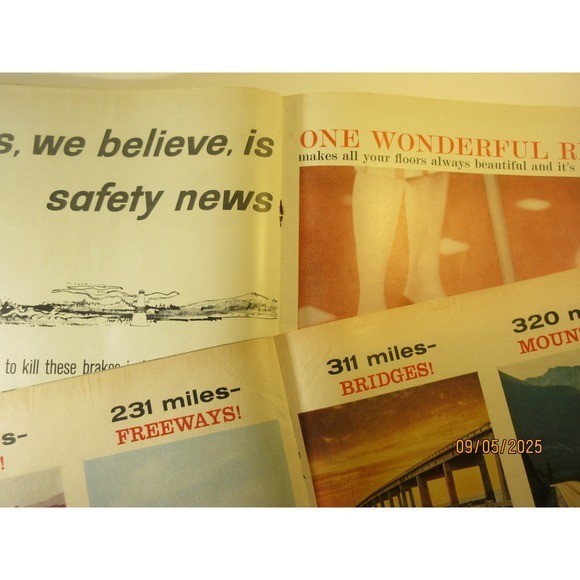 s, we believe, is
safety news
to kill these brakes
ONE WONDERFUL
makes all your floors always beautiful and it's
320
MOUN
311 miles–
BRIDGES!
231 miles–
FREEWAYS!
s–
!
09/05/2025